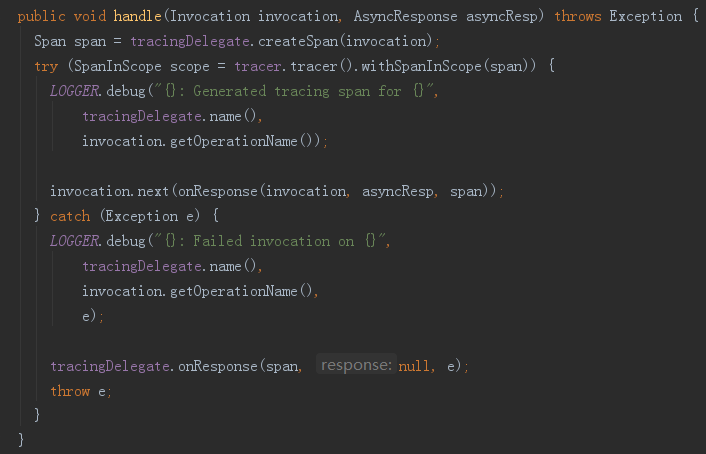 public void handle(Invocation invocation, AsyncResponse asyncResp) throws Exception {
  Span span = tracingDelegate.createSpan(invocation);
  try (SpanInScope scope = tracer.tracer().withSpanInScope(span)) {
    LOGGER.debug("{}: Generated tracing span for {}",
        tracingDelegate.name(),
        invocation.getOperationName());

    invocation.next(onResponse(invocation, asyncResp, span));
  } catch (Exception e) {
    LOGGER.debug("{}: Failed invocation on {}",
        tracingDelegate.name(),
        invocation.getOperationName(),
        e);

    tracingDelegate.onResponse(span, response: null, e);
    throw e;
  }
}